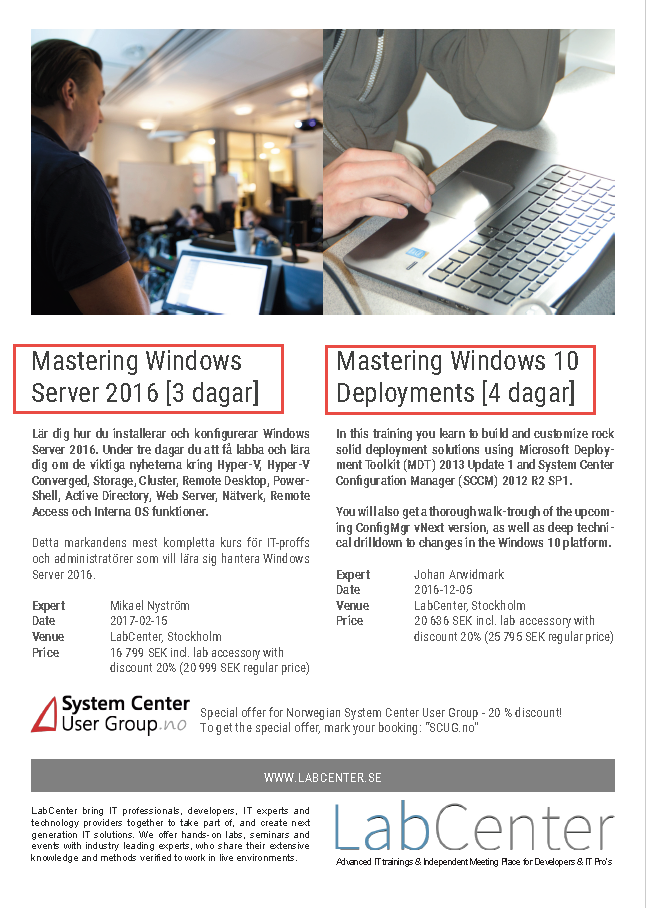 Mastering Windows
Server 2016 [3 dagar]
Lär dig hur du installerar och konfigurerar Windows
Server 2016. Under tre dagar du att få labba och lära
dig om de viktiga nyheterna kring Hyper-V, Hyper-V
Converged, Storage, Cluster, Remote Desktop, Power-
Shell, Active Directory, Web Server, Nätverk, Remote
Access och Interna OS funktioner.
Detta markandens mest kompletta kurs för IT-proffs
och administratörer som vill lära sig hantera Windows
Server 2016.
Expert Mikael Nyström
Date 2017-02-15
Venue LabCenter, Stockholm
Price 16 799 SEK incl. lab accessory with
discount 20% (20 999 SEK regular price)
Mastering Windows 10
Deployments [4 dagar]
In this training you learn to build and customize rock
solid deployment solutions using Microsoft Deploy-
ment Toolkit (MDT) 2013 Update 1 and System Center
Configuration Manager (SCCM) 2012 R2 SP1.
You will also get a thorough walk-trough of the upcom-
ing ConfigMgr vNext version, as well as deep techni-
cal drilldown to changes in the Windows 10 platform.
Expert Johan Arwidmark
Date 2016-12-05
Venue LabCenter, Stockholm
Price 20 636 SEK incl. lab accessory with
discount 20% (25 795 SEK regular price)
System Center
User Group.no
Special offer for Norwegian System Center User Group - 20 % discount!
To get the special offer, mark your booking: "SCUG.no"
WWW.LABCENTER.SE
LabCenter bring IT professionals, developers, IT experts and
technology providers together to take part of, and create next
generation IT solutions. We offer hands-on labs, seminars and
events with industry leading experts, who share their extensive
knowledge and methods verified to work in live environments.
LabCenter
Advanced IT trainings & Independent Meeting Place for Developers & IT Pro's